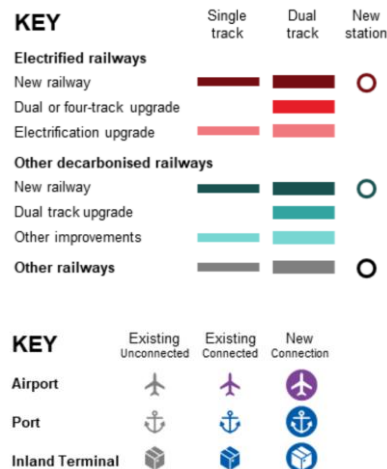 KEY
Single track
Dual track
New station
Electrified railways
New railway
Dual or four-track upgrade
Electrification upgrade
Other decarbonised railways
New railway
Dual track upgrade
Other improvements
Other railways
KEY
Existing Unconnected
Existing Connected
New Connection
Airport
Port
Inland Terminal